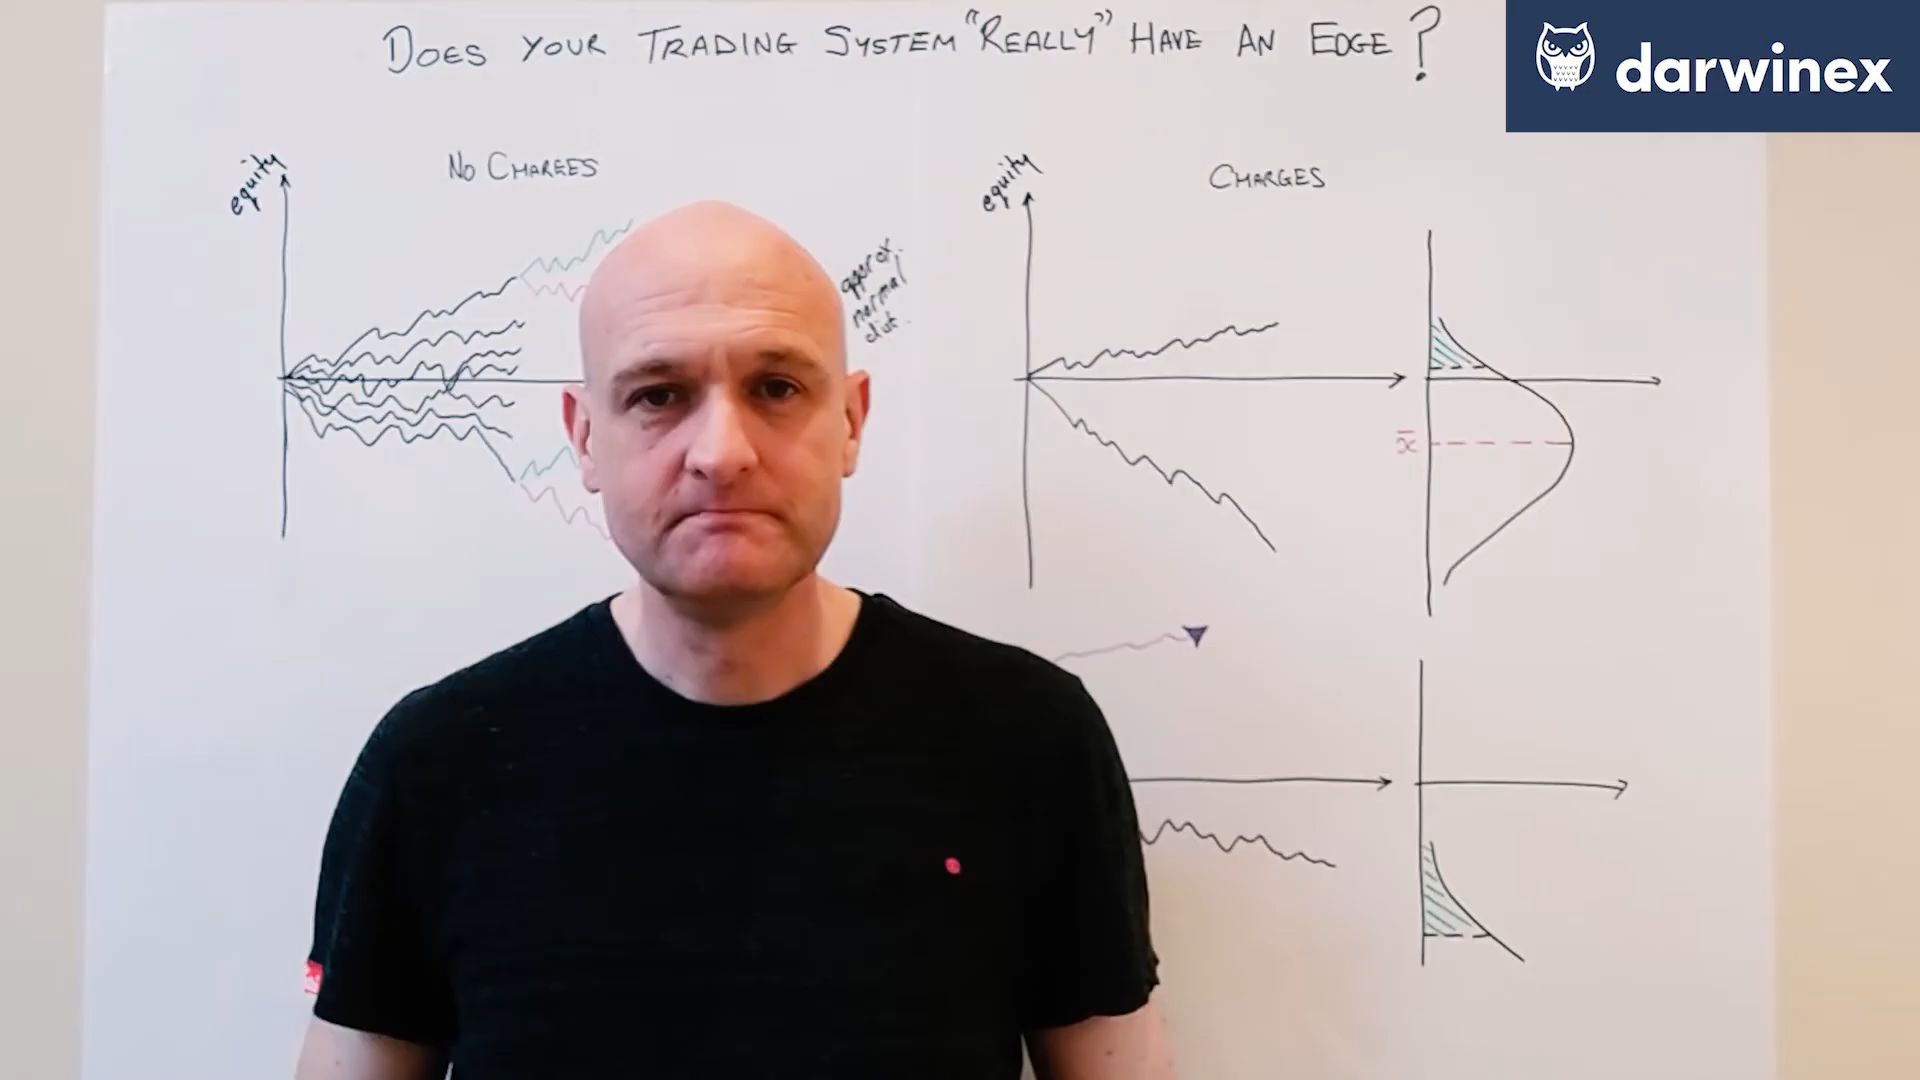 DOES YOUR TRADING SYSTEM "REALLY" HAVE AN EDGE?
darwinex
equity
NO CHARGES
approx.
normal
dist.
equity
CHARGES
x̄